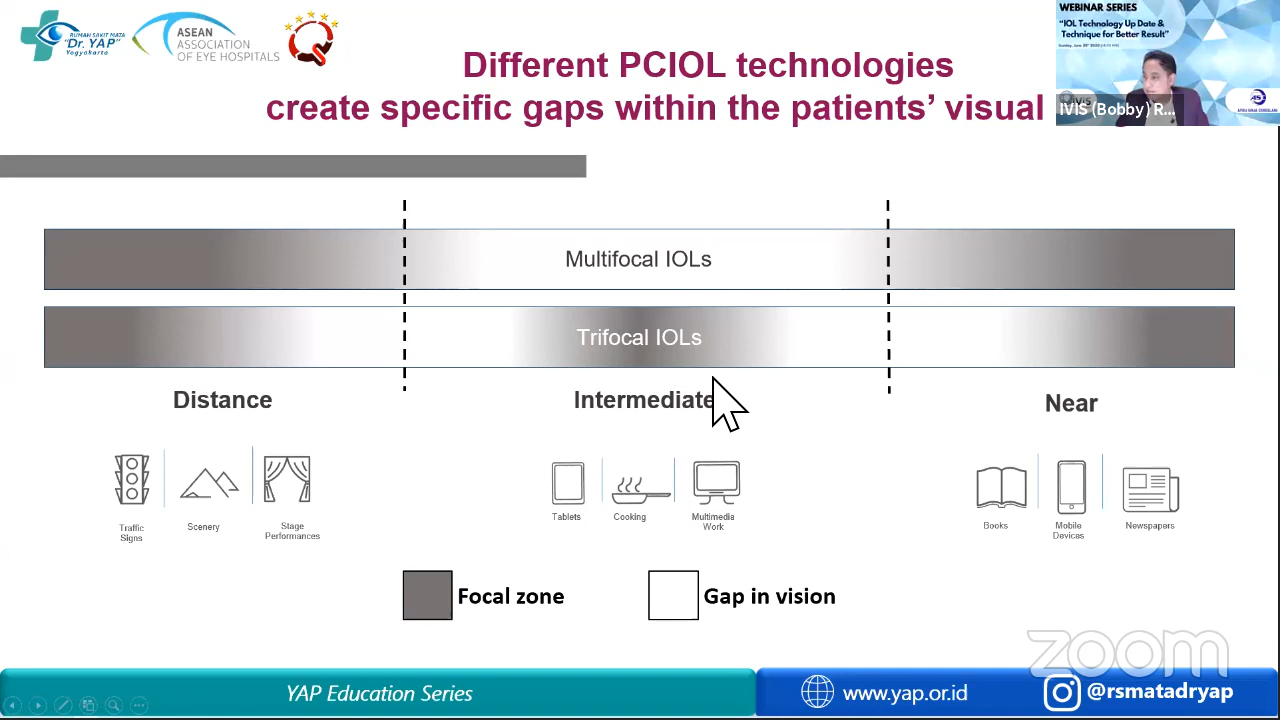 RUMAH SAKIT MATA
"Dr. YAP"
Yogyakarta
ASEAN
ASSOCIATION
OF EYE HOSPITALS
Different PCIOL technologies
create specific gaps within the patients' visual
WEBINAR SERIES
"IOL Technology Up Date &
Technique for Better Result"
IVIS (Bobby) R...
Multifocal IOLs
Trifocal IOLs
Distance
Intermediate
Near
Traffic
Signs
Scenery
Stage
Performances
Tablets
Cooking
Multimedia
Work
Books
Mobile
Devices
Newspapers
Focal zone
Gap in vision
zoom
YAP Education Series
www.yap.or.id
@rsmatadryap